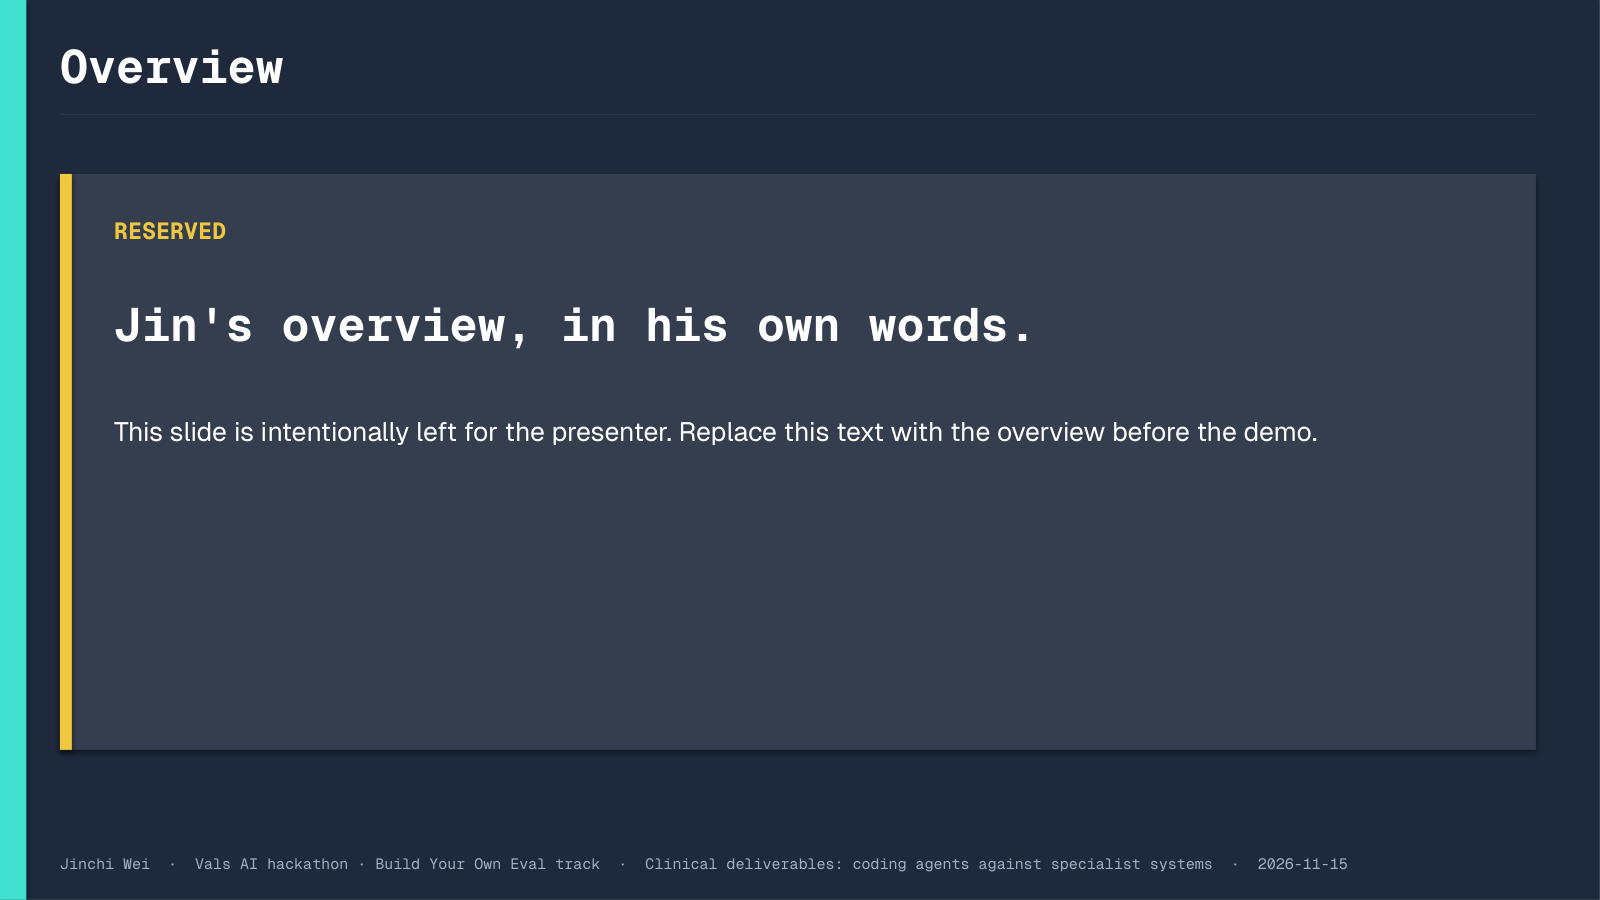 Overview
RESERVED
Jin's overview, in his own words.
This slide is intentionally left for the presenter. Replace this text with the overview before the demo.
Jinchi Wei · Vals AI hackathon · Build Your Own Eval track · Clinical deliverables: coding agents against specialist systems · 2026-11-15